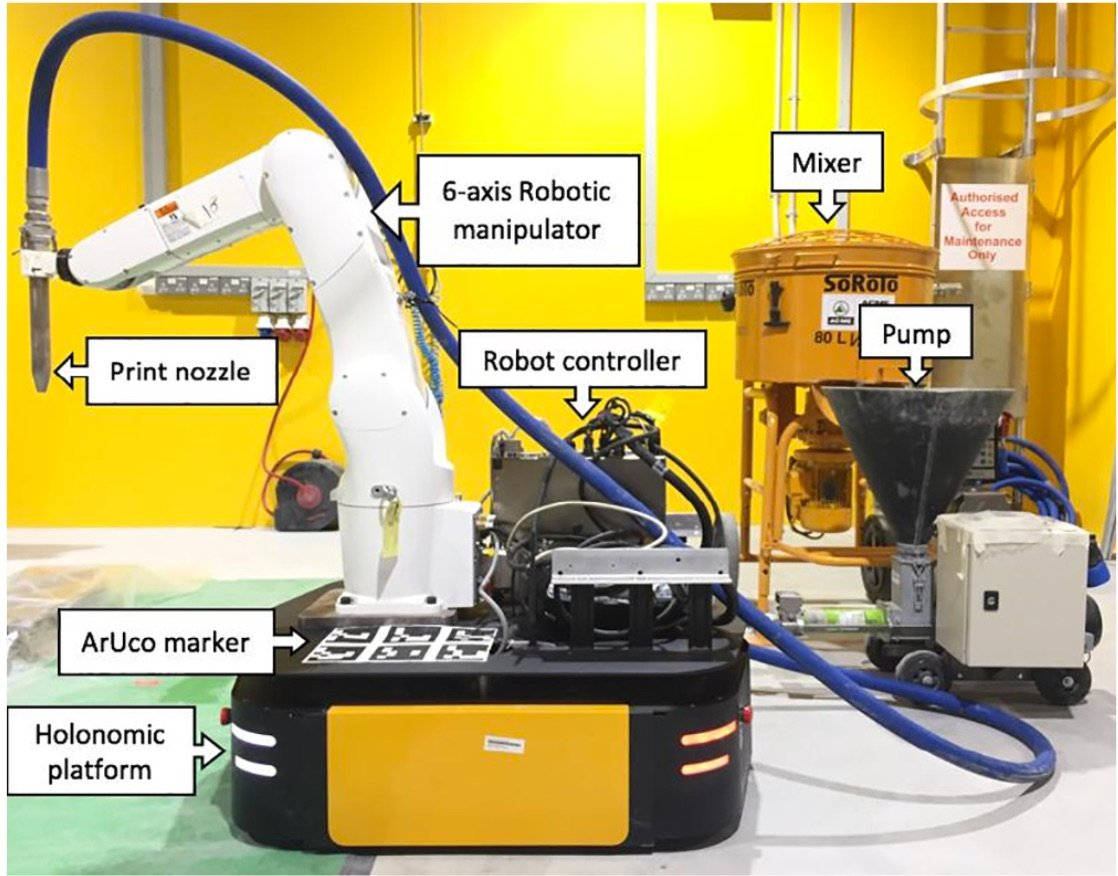 Mixer
6-axis Robotic
manipulator
Authorised
Access
for
Maintenance
Only
SoRoTo
ACME
80 L
Pump
Robot controller
Print nozzle
ArUco marker
Holonomic
platform